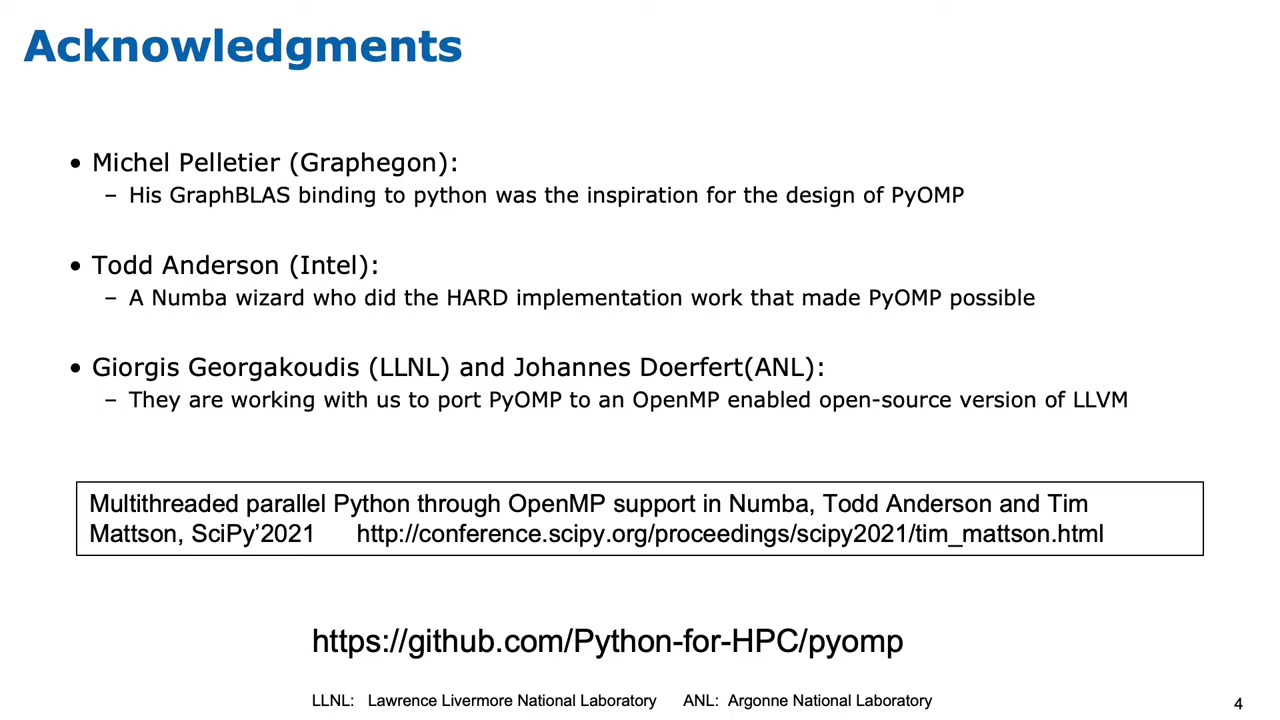 Acknowledgments
• Michel Pelletier (Graphegon):
– His GraphBLAS binding to python was the inspiration for the design of PyOMP
• Todd Anderson (Intel):
– A Numba wizard who did the HARD implementation work that made PyOMP possible
• Giorgis Georgakoudis (LLNL) and Johannes Doerfert(ANL):
– They are working with us to port PyOMP to an OpenMP enabled open-source version of LLVM
Multithreaded parallel Python through OpenMP support in Numba, Todd Anderson and Tim
Mattson, SciPy’2021 http://conference.scipy.org/proceedings/scipy2021/tim_mattson.html
https://github.com/Python-for-HPC/pyomp
LLNL: Lawrence Livermore National Laboratory ANL: Argonne National Laboratory
4